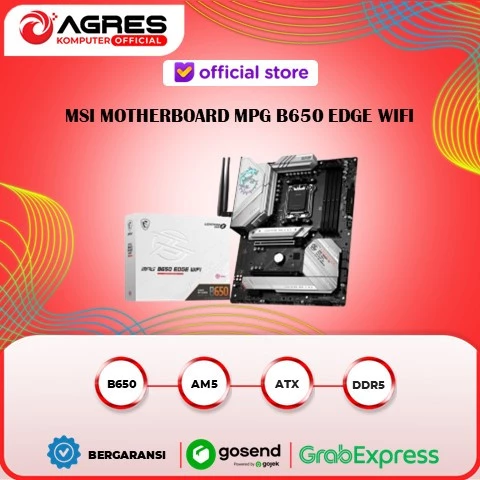 AGRES
KOMPUTER OFFICIAL
official store
MSI MOTHERBOARD MPG B650 EDGE WIFI
MPG B650 EDGE WIFI
B650
B650
AM5
ATX
DDR5
BERGARANSI
gosend
Powered by gojek
GrabExpress